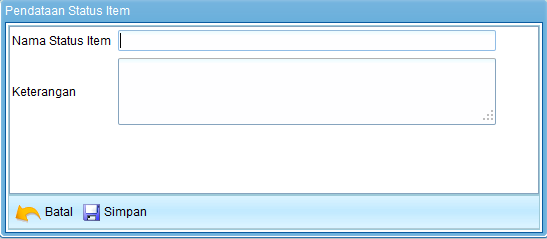 Pendataan Status Item
Nama Status Item
Keterangan
Batal Simpan